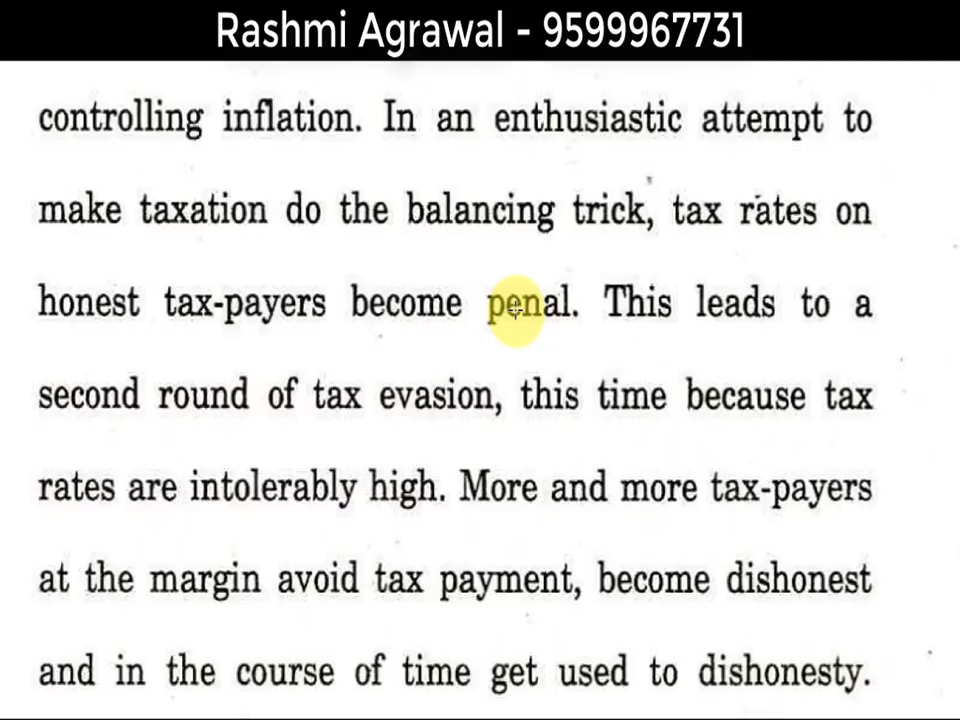 Rashmi Agrawal - 9599967731
controlling inflation. In an enthusiastic attempt to
make taxation do the balancing trick, tax rates on
honest tax-payers become penal. This leads to a
second round of tax evasion, this time because tax
rates are intolerably high. More and more tax-payers
at the margin avoid tax payment, become dishonest
and in the course of time get used to dishonesty.